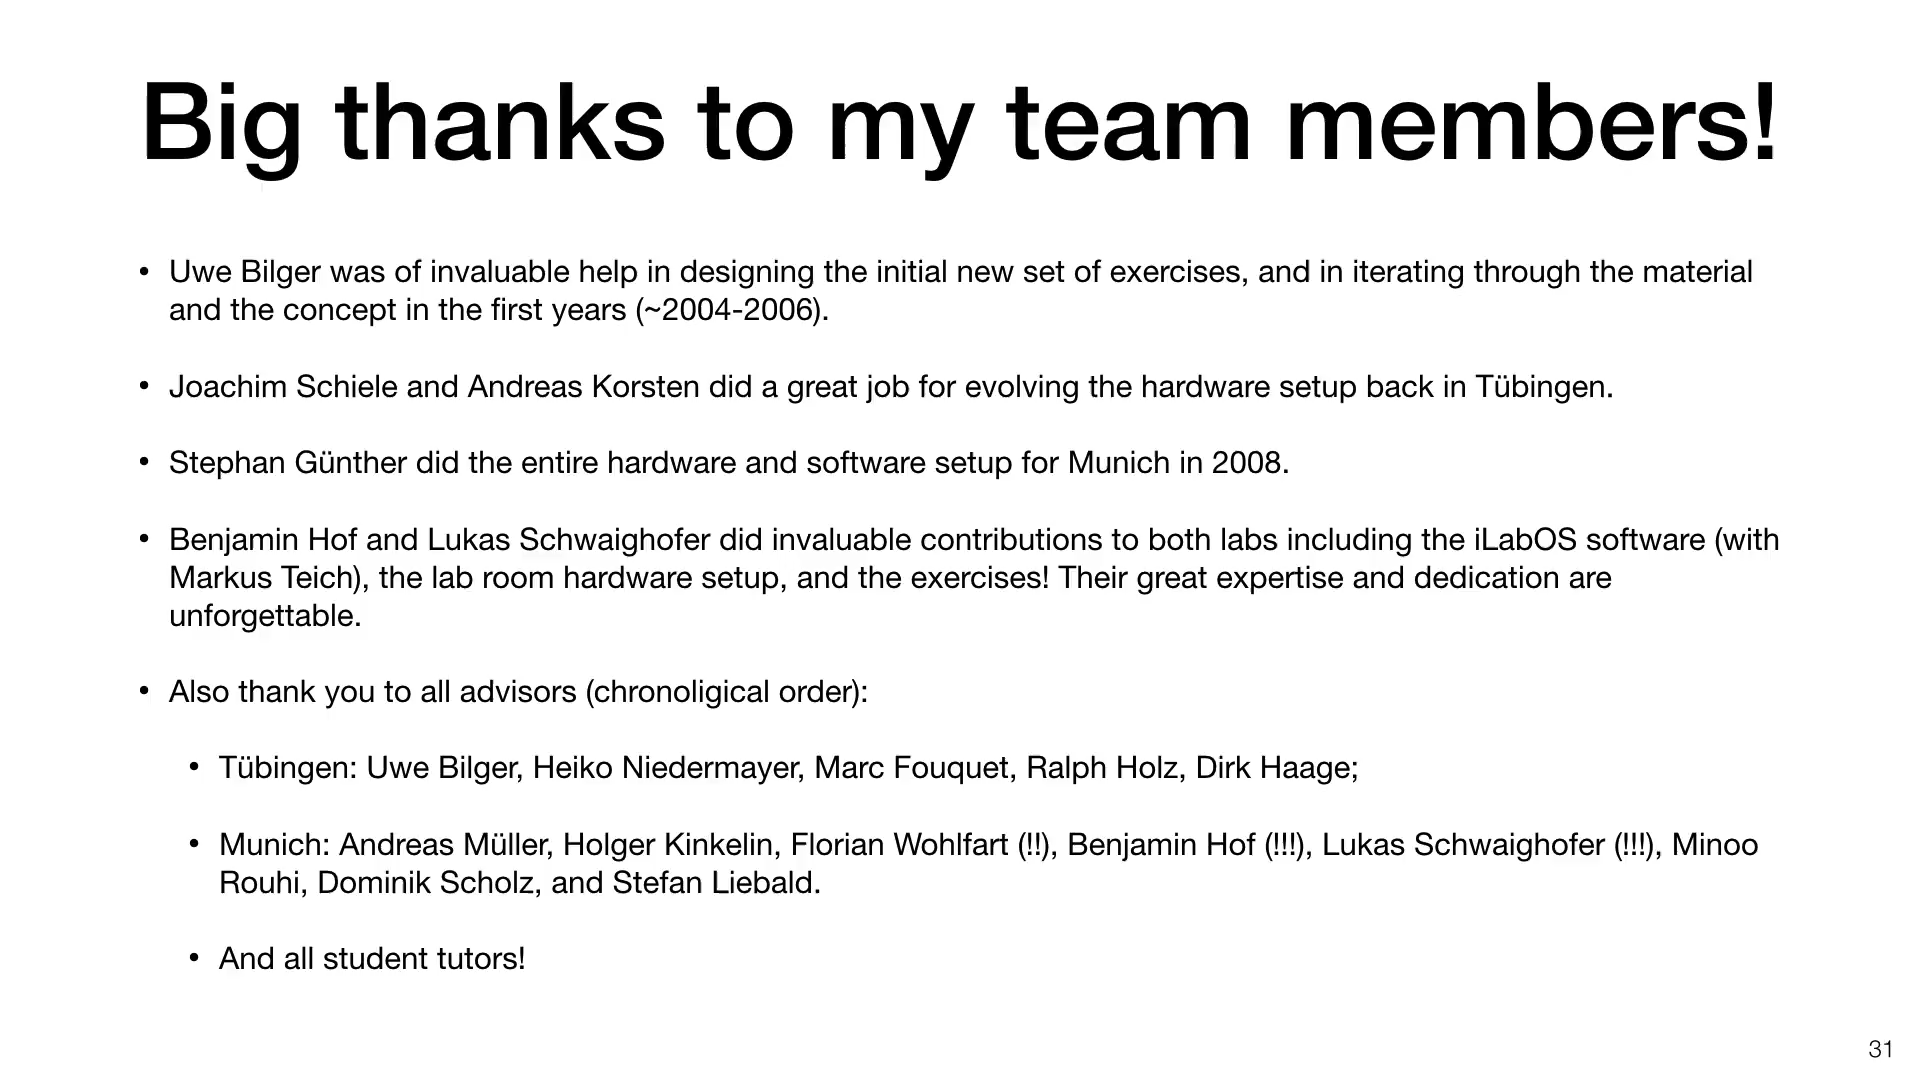 Big thanks to my team members!
• Uwe Bilger was of invaluable help in designing the initial new set of exercises, and in iterating through the material
and the concept in the first years (~2004-2006).
• Joachim Schiele and Andreas Korsten did a great job for evolving the hardware setup back in Tübingen.
• Stephan Günther did the entire hardware and software setup for Munich in 2008.
• Benjamin Hof and Lukas Schwaighofer did invaluable contributions to both labs including the iLabOS software (with
Markus Teich), the lab room hardware setup, and the exercises! Their great expertise and dedication are
unforgettable.
• Also thank you to all advisors (chronoligical order):
• Tübingen: Uwe Bilger, Heiko Niedermayer, Marc Fouquet, Ralph Holz, Dirk Haage;
• Munich: Andreas Müller, Holger Kinkelin, Florian Wohlfart (!!), Benjamin Hof (!!!), Lukas Schwaighofer (!!!), Minoo
Rouhi, Dominik Scholz, and Stefan Liebald.
• And all student tutors!
31